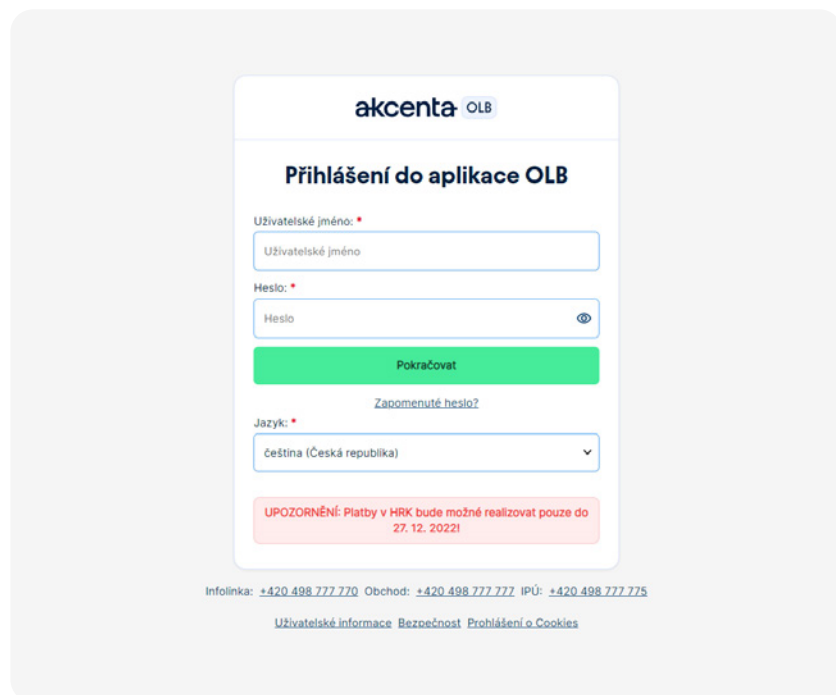 akcenta OLB
Přihlášení do aplikace OLB
Uživatelské jméno: *
Uživatelské jméno
Heslo: *
Heslo
Pokračovat
Zapomenuté heslo?
Jazyk: *
čeština (Česká republika)
UPOZORNĚNÍ: Platby v HRK bude možné realizovat pouze do
27. 12. 2022!
Infolinka: +420 498 777 770 Obchod: +420 498 777 777 IPÚ: +420 498 777 775
Uživatelské informace Bezpečnost Prohlášení o Cookies